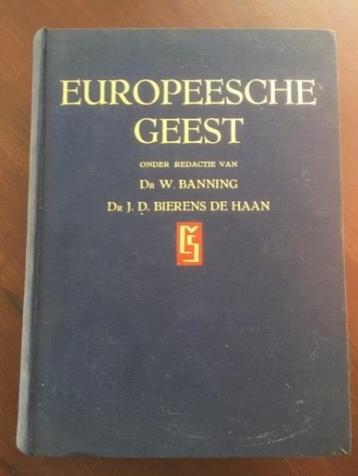 EUROPEESCHE
GEEST
ONDER REDACTIE VAN
DR W. BANNING
DR J. D. BIERENS DE HAAN